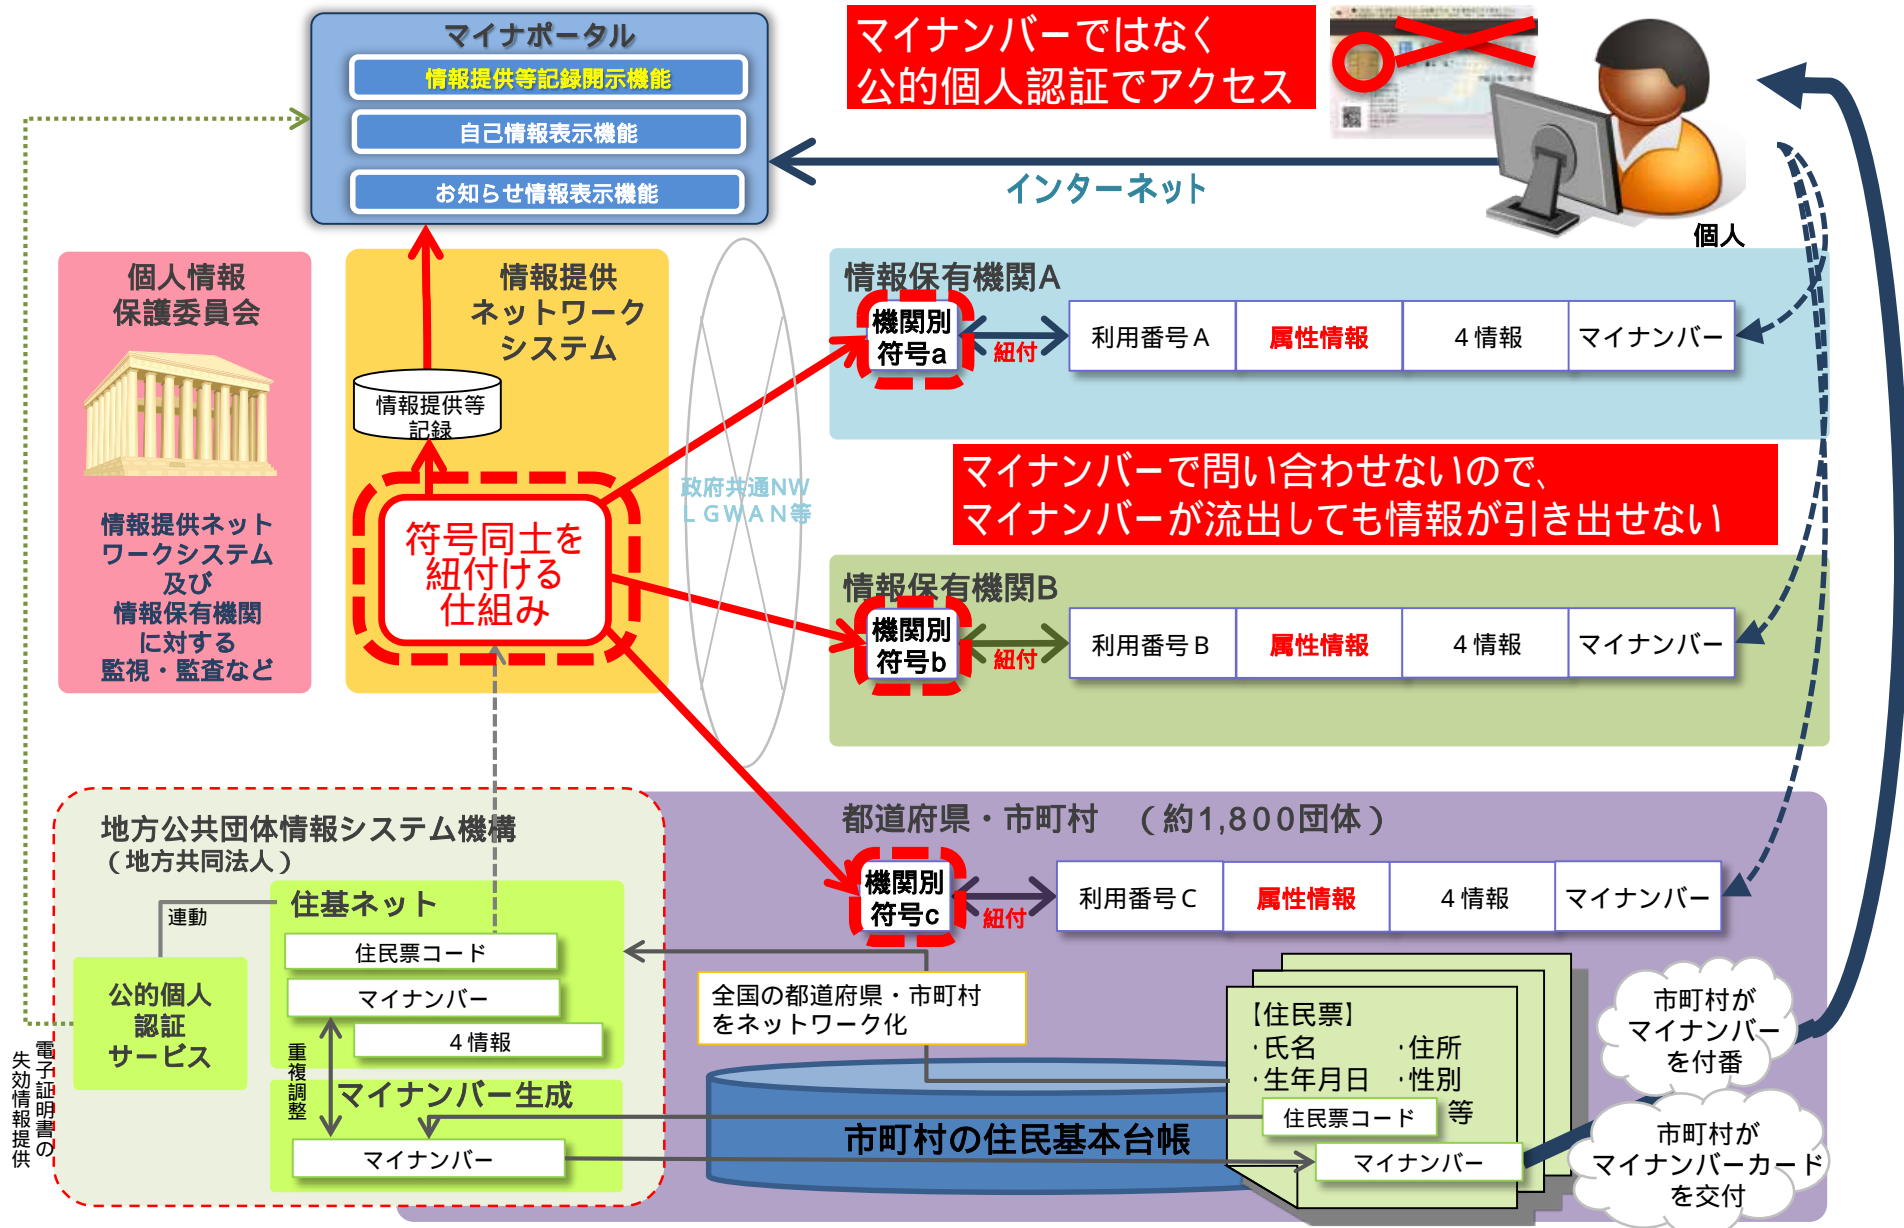 マイナポータル
情報提供等記録開示機能
自己情報表示機能
お知らせ情報表示機能
マイナンバーではなく
公的個人認証でアクセス
インターネット
個人
個人情報
保護委員会
情報提供ネット
ワークシステム
及び
情報保有機関
に対する
監視・監査など
情報提供
ネットワーク
システム
情報提供等
記録
符号同士を
紐付ける
仕組み
政府共通NW
ＬＧＷＡＮ等
情報保有機関A
機関別
符号a
紐付
利用番号Ａ
属性情報
４情報
マイナンバー
マイナンバーで問い合わせないので、
マイナンバーが流出しても情報が引き出せない
情報保有機関B
機関別
符号b
紐付
利用番号Ｂ
属性情報
４情報
マイナンバー
都道府県・市町村　（約1,800団体）
機関別
符号c
紐付
利用番号Ｃ
属性情報
４情報
マイナンバー
地方公共団体情報システム機構
（地方共同法人）
連動
住基ネット
住民票コード
マイナンバー
４情報
公的個人
認証
サービス
重複調整
マイナンバー生成
マイナンバー
電子証明書の
失効情報提供
全国の都道府県・市町村
をネットワーク化
市町村の住民基本台帳
【住民票】
・氏名　・住所
・生年月日　・性別
住民票コード　等
マイナンバー
市町村が
マイナンバー
を付番
市町村が
マイナンバーカード
を交付